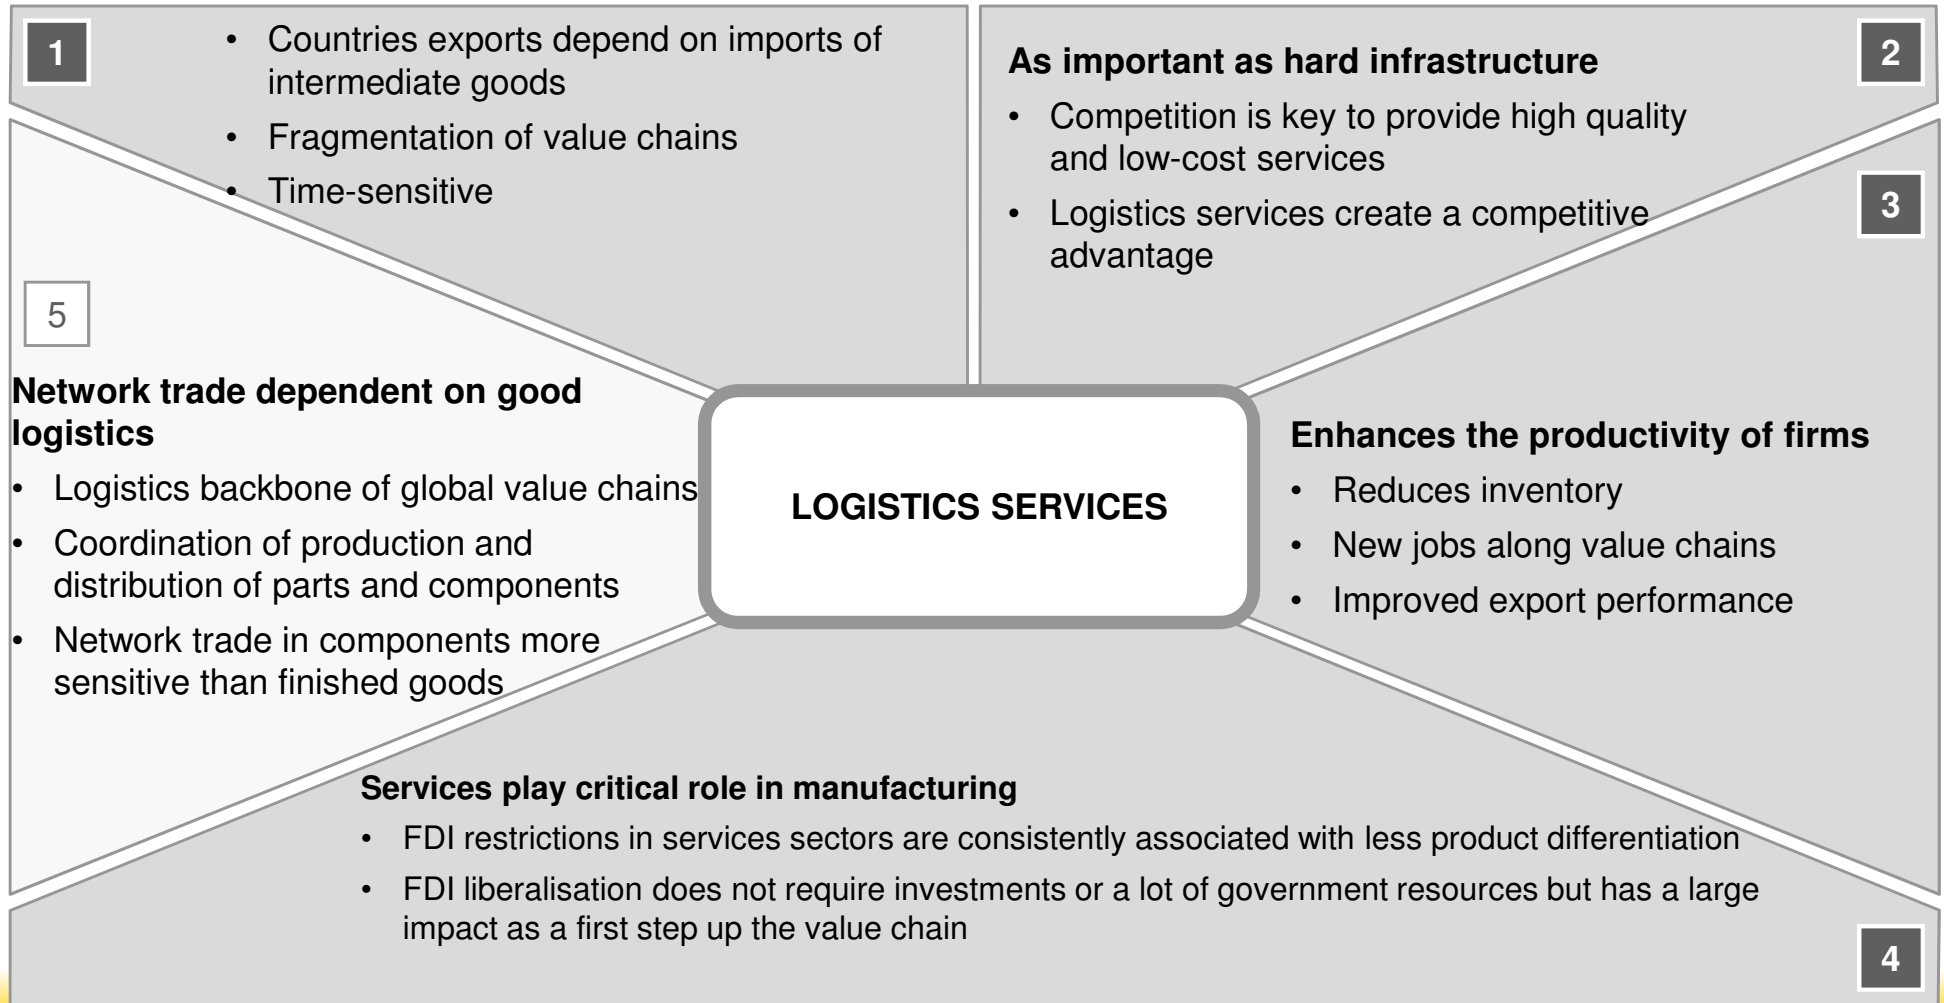 1
• Countries exports depend on imports of
intermediate goods
• Fragmentation of value chains
• Time-sensitive
2
As important as hard infrastructure
• Competition is key to provide high quality
and low-cost services
• Logistics services create a competitive
advantage
3
Enhances the productivity of firms
• Reduces inventory
• New jobs along value chains
• Improved export performance
4
Services play critical role in manufacturing
• FDI restrictions in services sectors are consistently associated with less product differentiation
• FDI liberalisation does not require investments or a lot of government resources but has a large
impact as a first step up the value chain
5
Network trade dependent on good
logistics
• Logistics backbone of global value chains
• Coordination of production and
distribution of parts and components
• Network trade in components more
sensitive than finished goods
LOGISTICS SERVICES